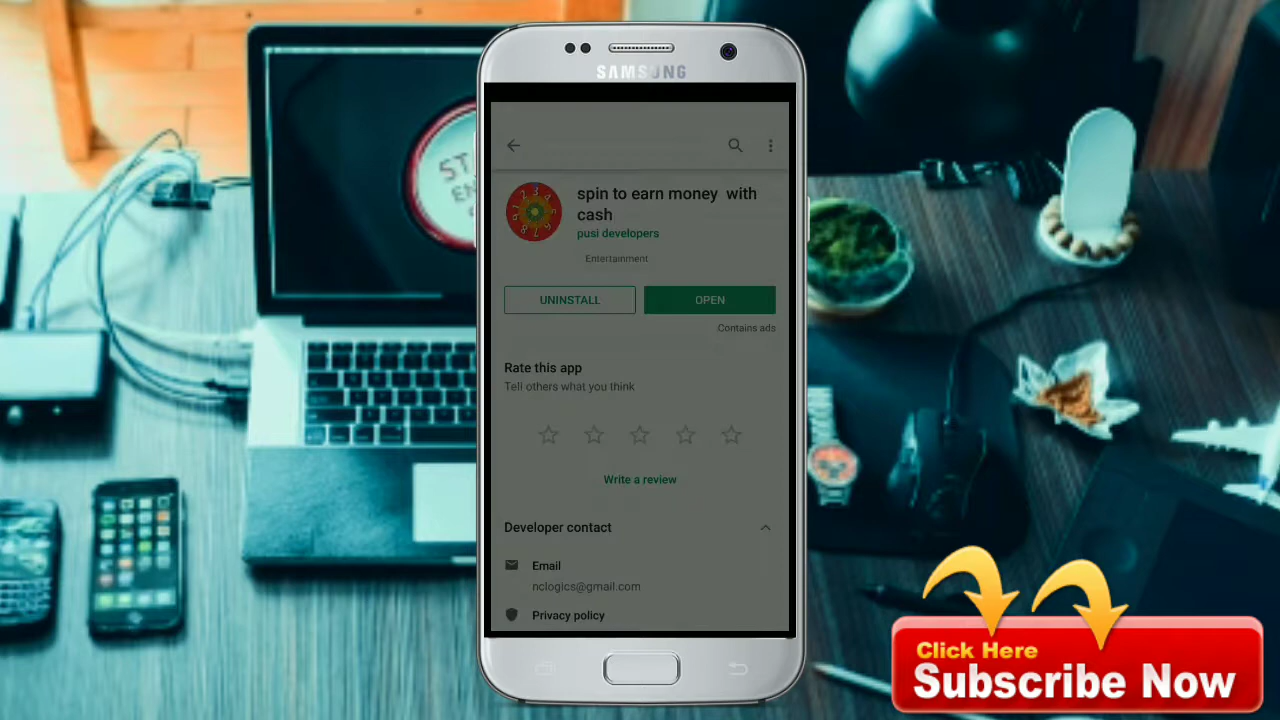 SAMSUNG
spin to earn money with
cash
pusi developers
Entertainment
UNINSTALL
OPEN
Contains ads
Rate this app
Tell others what you think
Write a review
Developer contact
Email
nclogics@gmail.com
Privacy policy
Click Here
Subscribe Now